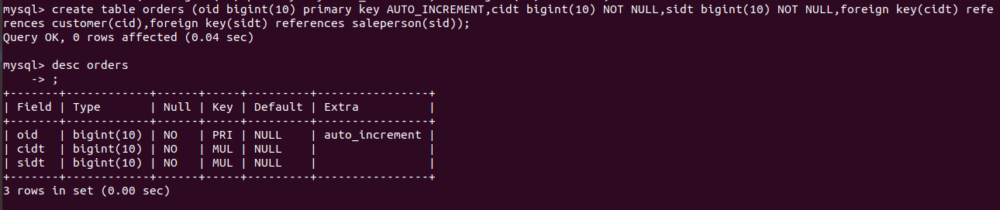 mysql> create table orders (oid bigint(10) primary key AUTO_INCREMENT,cidt bigint(10) NOT NULL,sidt bigint(10) NOT NULL,foreign key(cidt) refe
rences customer(cid),foreign key(sidt) references saleperson(sid));
Query OK, 0 rows affected (0.04 sec)

mysql> desc orders
    -> ;
+-------+------------+------+-----+---------+----------------+
| Field | Type       | Null | Key | Default | Extra          |
+-------+------------+------+-----+---------+----------------+
| oid   | bigint(10) | NO   | PRI | NULL    | auto_increment |
| cidt  | bigint(10) | NO   | MUL | NULL    |                |
| sidt  | bigint(10) | NO   | MUL | NULL    |                |
+-------+------------+------+-----+---------+----------------+
3 rows in set (0.00 sec)